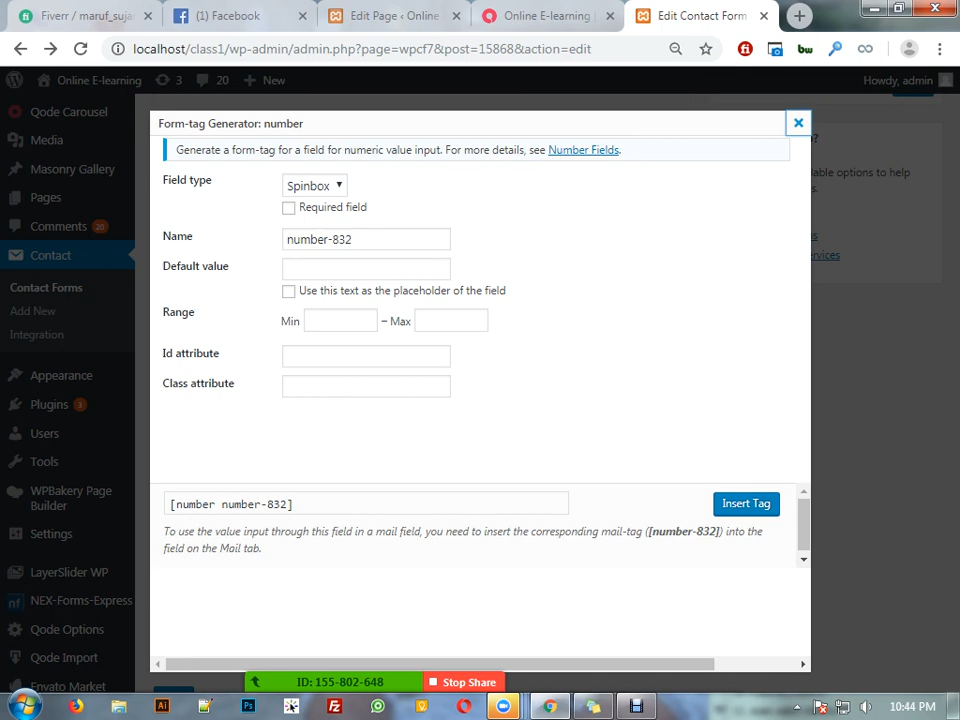 Fiverr / maruf_suja
(1) Facebook
Edit Page ‹ Online
Online E-learning
Edit Contact Form
localhost/class1/wp-admin/admin.php?page=wpcf7&post=15868&action=edit
Online E-learning
3
20
New
Howdy, admin
Qode Carousel
Media
Masonry Gallery
Pages
Comments 20
Contact
Contact Forms
Add New
Integration
Appearance
Plugins 3
Users
Tools
WPBakery Page
Builder
Settings
LayerSlider WP
NEX-Forms-Express
Qode Options
Qode Import
Envato Market
Form-tag Generator: number
Generate a form-tag for a field for numeric value input. For more details, see Number Fields.
Field type
Spinbox
Required field
Name
number-832
Default value
Use this text as the placeholder of the field
Range
Min
– Max
Id attribute
Class attribute
[number number-832]
Insert Tag
To use the value input through this field in a mail field, you need to insert the corresponding mail-tag ([number-832]) into the
field on the Mail tab.
?
lable options to help
s.
s
ervices
ID: 155-802-648
Stop Share
10:44 PM